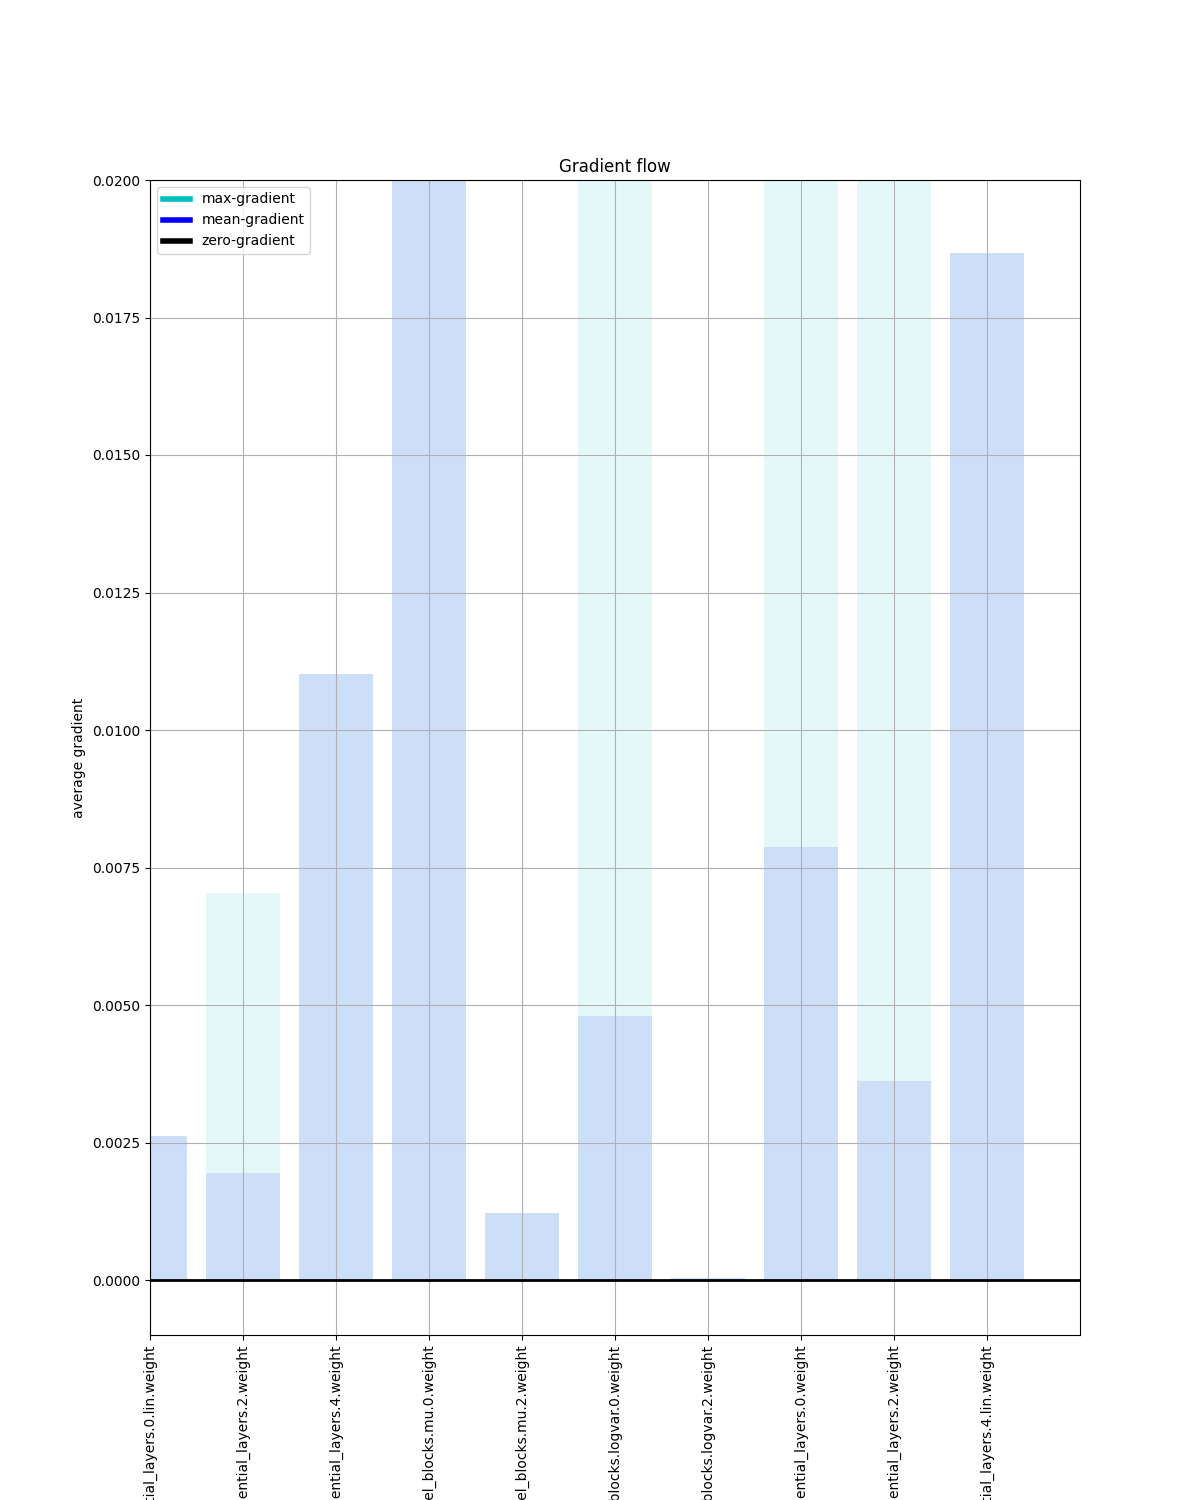 Gradient flow
max-gradient
mean-gradient
zero-gradient
average gradient
0.0200
0.0175
0.0150
0.0125
0.0100
0.0075
0.0050
0.0025
0.0000
tial_layers.0.lin.weight
ential_layers.2.weight
ential_layers.4.weight
el_blocks.mu.0.weight
el_blocks.mu.2.weight
blocks.logvar.0.weight
blocks.logvar.2.weight
ential_layers.0.weight
ential_layers.2.weight
tial_layers.4.lin.weight